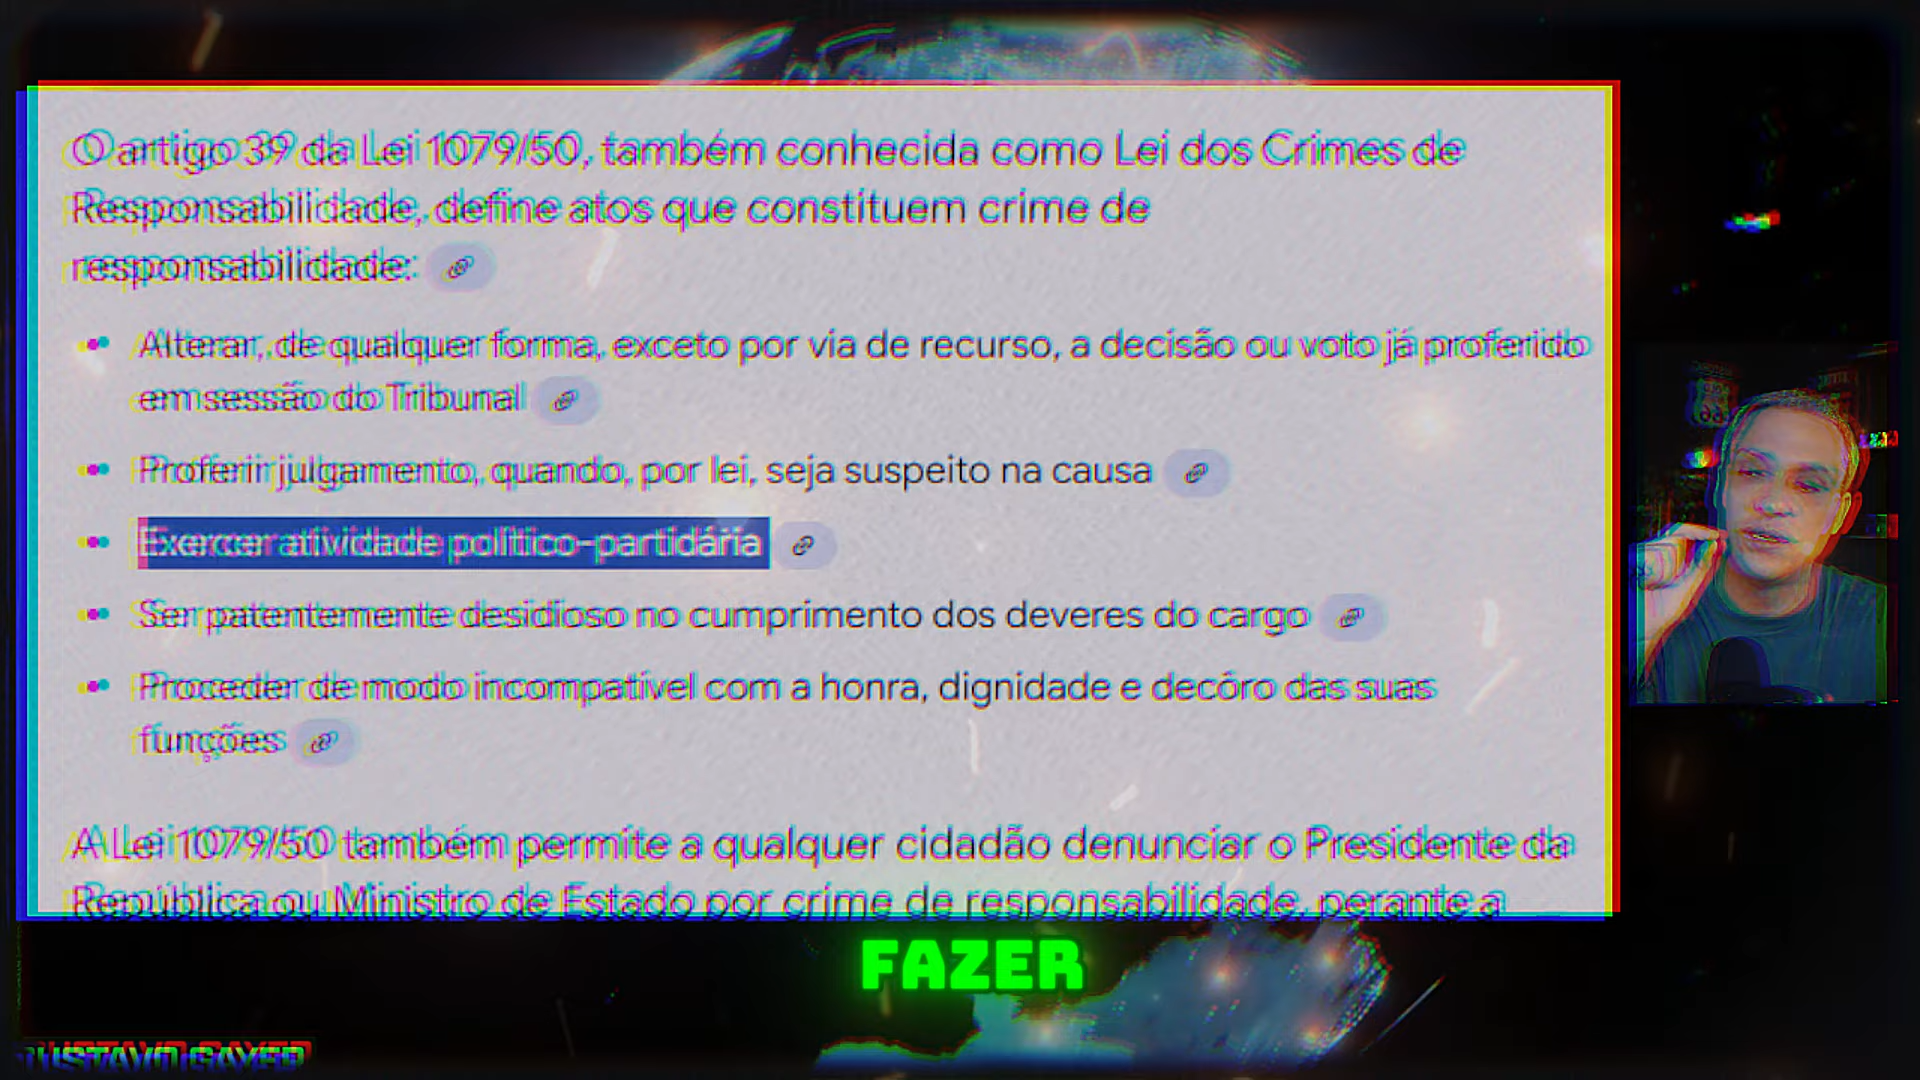 O artigo 39 da Lei 1079/50, também conhecida como Lei dos Crimes de
Responsabilidade, define atos que constituem crime de
responsabilidade:
Alterar, de qualquer forma, exceto por via de recurso, a decisão ou voto já proferido
em sessão do Tribunal
Proferir julgamento, quando, por lei, seja suspeito na causa
Exercer atividade político-partidária
Ser patentemente desidioso no cumprimento dos deveres do cargo
Proceder de modo incompatível com a honra, dignidade e decôro das suas
funções
A Lei 1079/50 também permite a qualquer cidadão denunciar o Presidente da
República ou Ministro de Estado por crime de responsabilidade, perante a
FAZER
GUSTAVO GAYER